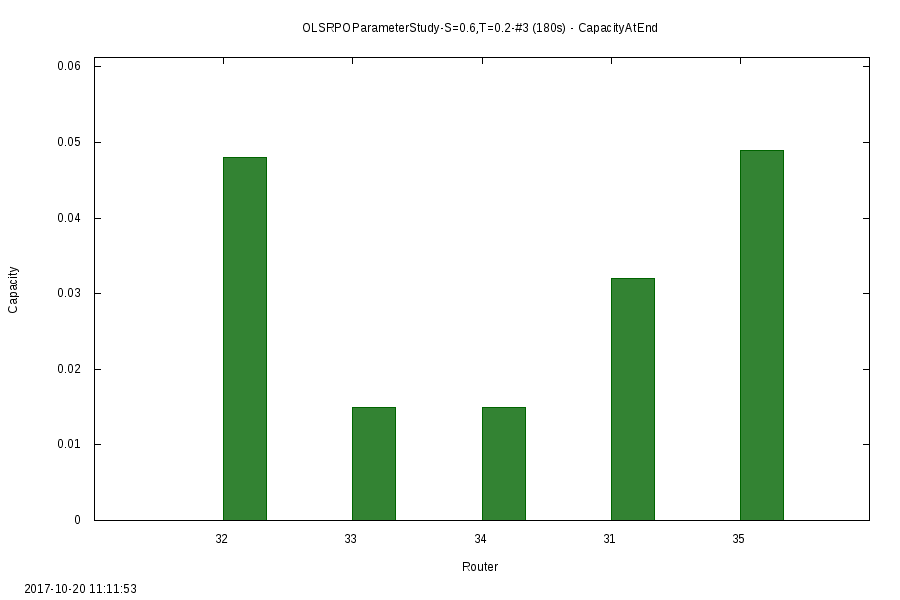 OLSRPOParameterStudy-S=0.6,T=0.2-#3 (180s) - CapacityAtEnd
0.06
0.05
0.04
0.03
0.02
0.01
0
Capacity
32 33 34 31 35
Router
2017-10-20 11:11:53